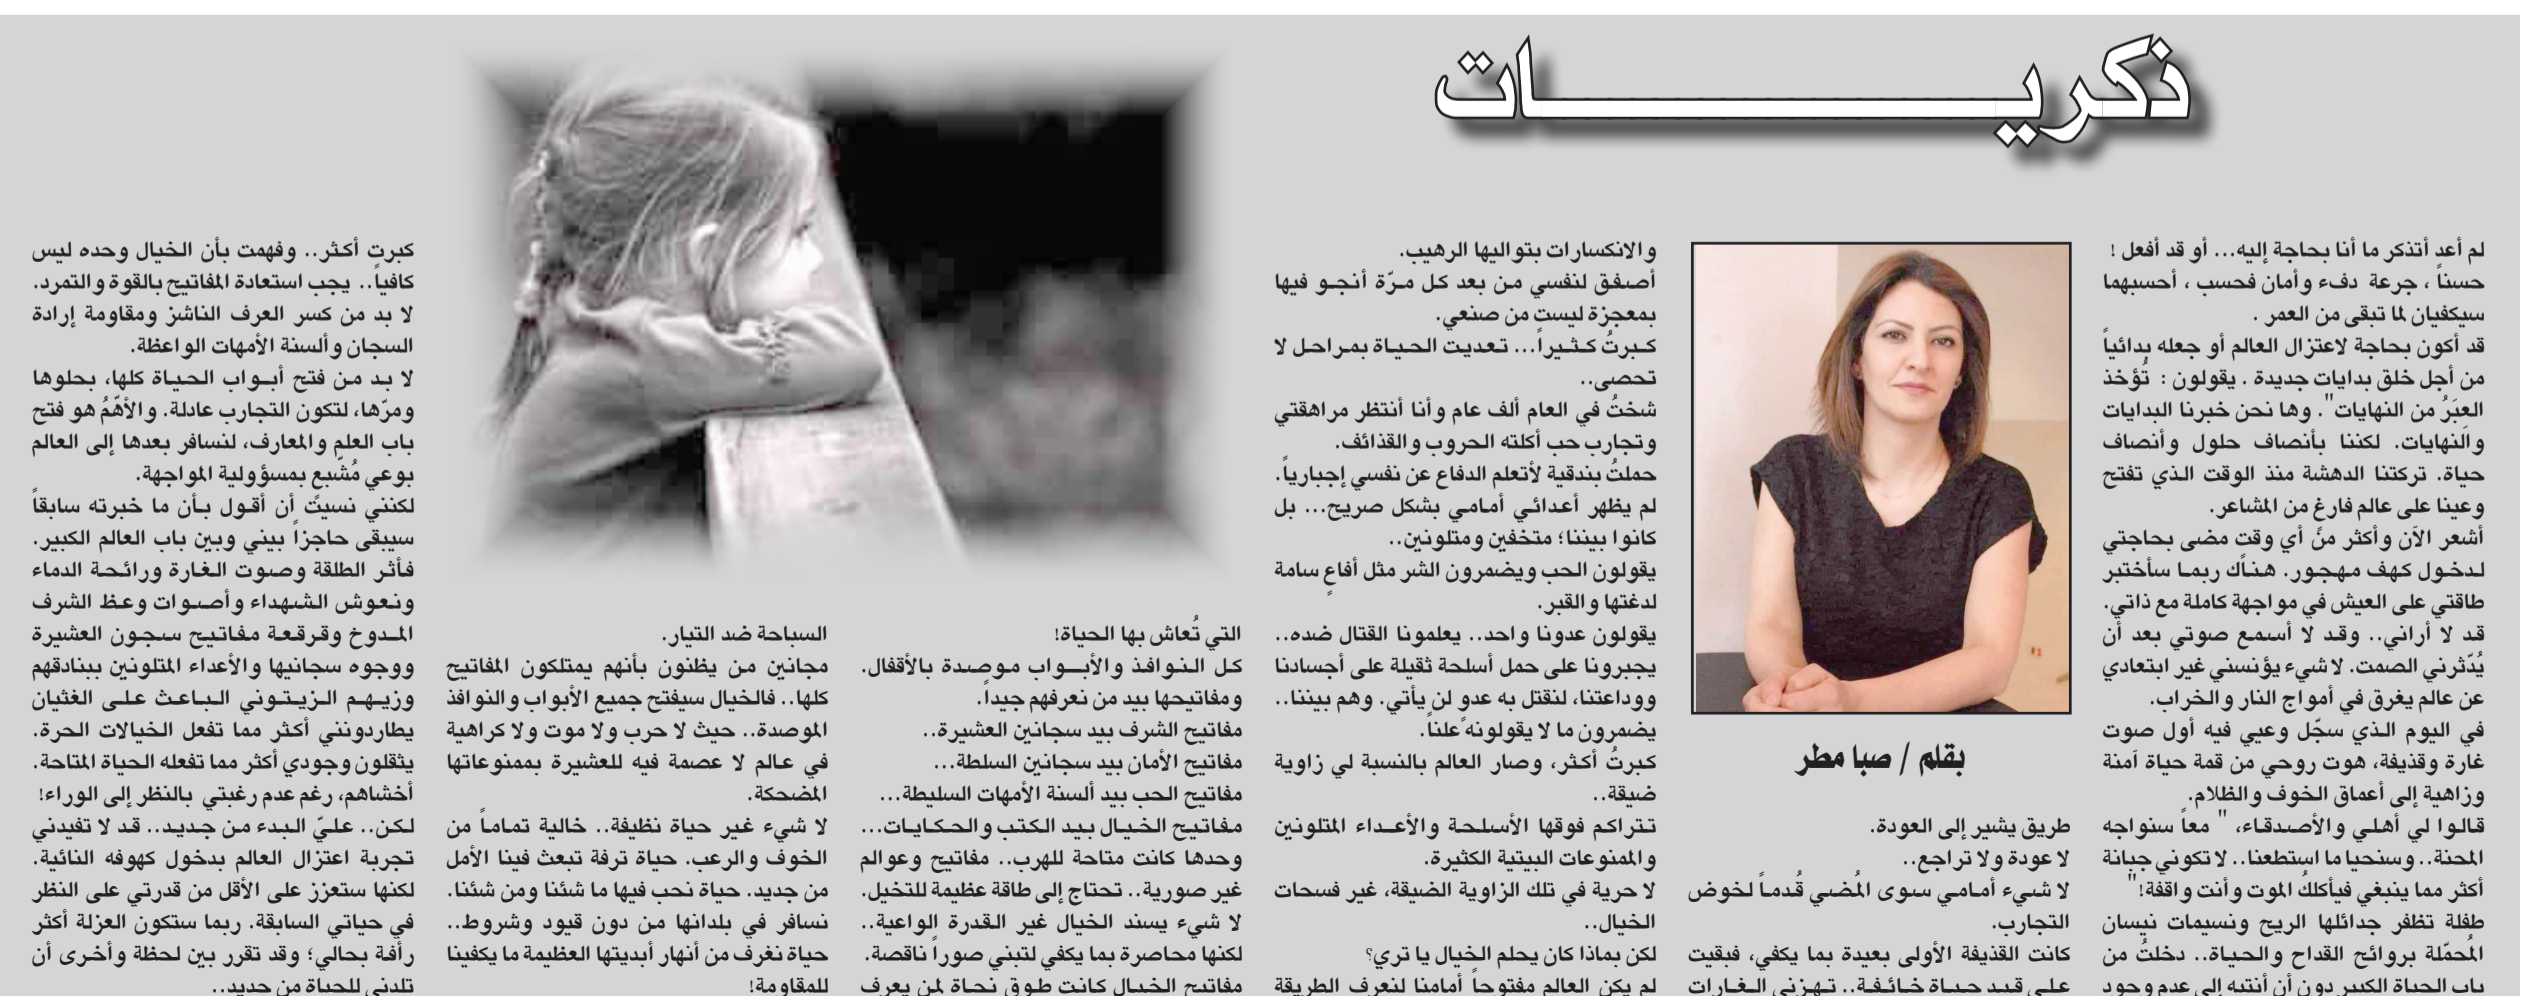 ذكريـــات
لم أعد أتذكر ما أنا بحاجة إليه... أو قد أفعل !
حسناً ، جرعة دفء وأمان فحسب ، أحسبهما
سيكفيان لما تبقى من العمر .
قد أكون بحاجة لاعتزال العالم أو جعله بدائياً
من أجل خلق بدايات جديدة . يقولون : تُؤخذ
العِبَرُ من النهايات". وها نحن خبرنا البدايات
والنهايات. لكننا بأنصاف حلول وأنصاف
حياة. تركتنا الدهشة منذ الوقت الذي تفتح
وعينا على عالم فارغ من المشاعر.
أشعر الآن وأكثر من أي وقت مضى بحاجتي
لدخول كهف مهجور. هناك ربما سأختبر
طاقتي على العيش في مواجهة كاملة مع ذاتي.
قد لا أراني.. وقد لا أسمع صوتي بعد أن
يُدّثرني الصمت. لا شيء يؤنسني غير ابتعادي
عن عالم يغرق في أمواج النار والخراب.
في اليوم الذي سجّل وعيي فيه أول صوت
غارة وقذيفة، هوت روحي من قمة حياة آمنة
وزاهية إلى أعماق الخوف والظلام.
قالوا لي أهلي والأصدقاء، " معاً سنواجه
المحنة.. وسنحيا ما استطعنا.. لا تكوني جبانة
أكثر مما ينبغي فيأكلكُ الموت وأنت واقفة!"
طفلة تظفر جدائلها الريح ونسيمات نيسان
المُحمّلة بروائح القداح والحياة.. دخلتُ من
باب الحياة الكبير دون أن أنتبه إلى عدم وجود
بقلم / صبا مطر
طريق يشير إلى العودة.
لا عودة ولا تراجع..
لا شيء أمامي سوى المُضي قُدماً لخوض
التجارب.
كانت القذيفة الأولى بعيدة بما يكفي، فبقيت
على قيد حياة خائفة.. تهزني الغارات
والانكسارات بتواليها الرهيب.
أصفق لنفسي من بعد كل مرّة أنجو فيها
بمعجزة ليست من صنعي.
كبرتُ كثيراً... تعديت الحياة بمراحل لا
تحصى..
شختُ في العام ألف عام وأنا أنتظر مراهقتي
وتجارب حب أكلته الحروب والقذائف.
حملتُ بندقية لأتعلم الدفاع عن نفسي إجبارياً.
لم يظهر أعدائي أمامي بشكل صريح... بل
كانوا بيننا؛ متخفين ومتلونين..
يقولون الحب ويضمرون الشر مثل أفاعٍ سامة
لدغتها والقبر.
يقولون عدونا واحد.. يعلمونا القتال ضده..
يجبرونا على حمل أسلحة ثقيلة على أجسادنا
ووداعتنا، لنقتل به عدو لن يأتي. وهم بيننا..
يضمرون ما لا يقولونه علناً.
كبرتُ أكثر، وصار العالم بالنسبة لي زاوية
ضيقة..
تتراكم فوقها الأسلحة والأعداء المتلونين
والممنوعات البيتية الكثيرة.
لا حرية في تلك الزاوية الضيقة، غير فسحات
الخيال..
لكن بماذا كان يحلم الخيال يا تري؟
لم يكن العالم مفتوحاً أمامنا لنعرف الطريقة
التي تُعاش بها الحياة!
كل النوافذ والأبـــواب موصدة بالأقفال.
ومفاتيحها بيد من نعرفهم جيداً.
مفاتيح الشرف بيد سجانين العشيرة..
مفاتيح الأمان بيد سجانين السلطة...
مفاتيح الحب بيد ألسنة الأمهات السليطة...
مفاتيح الخيال بيد الكتب والحكايات...
وحدها كانت متاحة للهرب.. مفاتيح وعوالم
غير صورية.. تحتاج إلى طاقة عظيمة للتخيل.
لا شيء يسند الخيال غير القدرة الواعية..
لكنها محاصرة بما يكفي لتبني صوراً ناقصة.
مفاتيح الخيال كانت طوق نجاة لمن يعرف
السباحة ضد التيار.
مجانين من يظنون بأنهم يمتلكون المفاتيح
كلها.. فالخيال سيفتح جميع الأبواب والنوافذ
الموصدة.. حيث لا حرب ولا موت ولا كراهية
في عالم لا عصمة فيه للعشيرة بممنوعاتها
المضحكة.
لا شيء غير حياة نظيفة.. خالية تماماً من
الخوف والرعب. حياة ترفة تبعث فينا الأمل
من جديد. حياة نحب فيها ما شئنا ومن شئنا.
نسافر في بلدانها من دون قيود وشروط..
حياة نغرف من أنهار أبديتها العظيمة ما يكفينا
للمقاومة!
كبرت أكثر.. وفهمت بأن الخيال وحده ليس
كافياً.. يجب استعادة المفاتيح بالقوة والتمرد.
لا بد من كسر العرف الناشز ومقاومة إرادة
السجان وألسنة الأمهات الواعظة.
لا بد من فتح أبواب الحياة كلها، بحلوها
ومرّها، لتكون التجارب عادلة. والأهّمُ هو فتح
باب العلم والمعارف، لنسافر بعدها إلى العالم
بوعي مُشبع بمسؤولية المواجهة.
لكنني نسيتُ أن أقول بأن ما خبرته سابقاً
سيبقى حاجزاً بيني وبين باب العالم الكبير.
فأثر الطلقة وصوت الغارة ورائحة الدماء
ونعوش الشهداء وأصوات وعظ الشرف
المدوخ وقرقعة مفاتيح سجون العشيرة
ووجوه سجانيها والأعداء المتلونين ببنادقهم
وزيهم الزيتوني الباعث على الغثيان
يطاردونني أكثر مما تفعل الخيالات الحرة.
يثقلون وجودي أكثر مما تفعله الحياة المتاحة.
أخشاهم، رغم عدم رغبتي بالنظر إلى الوراء!
لكن.. عليّ البدء من جديد.. قد لا تفيدني
تجربة اعتزال العالم بدخول كهوفه النائية.
لكنها ستعزز على الأقل من قدرتي على النظر
في حياتي السابقة. ربما ستكون العزلة أكثر
رأفة بحالي؛ وقد تقرر بين لحظة وأخرى أن
تلدني للحياة من جديد..